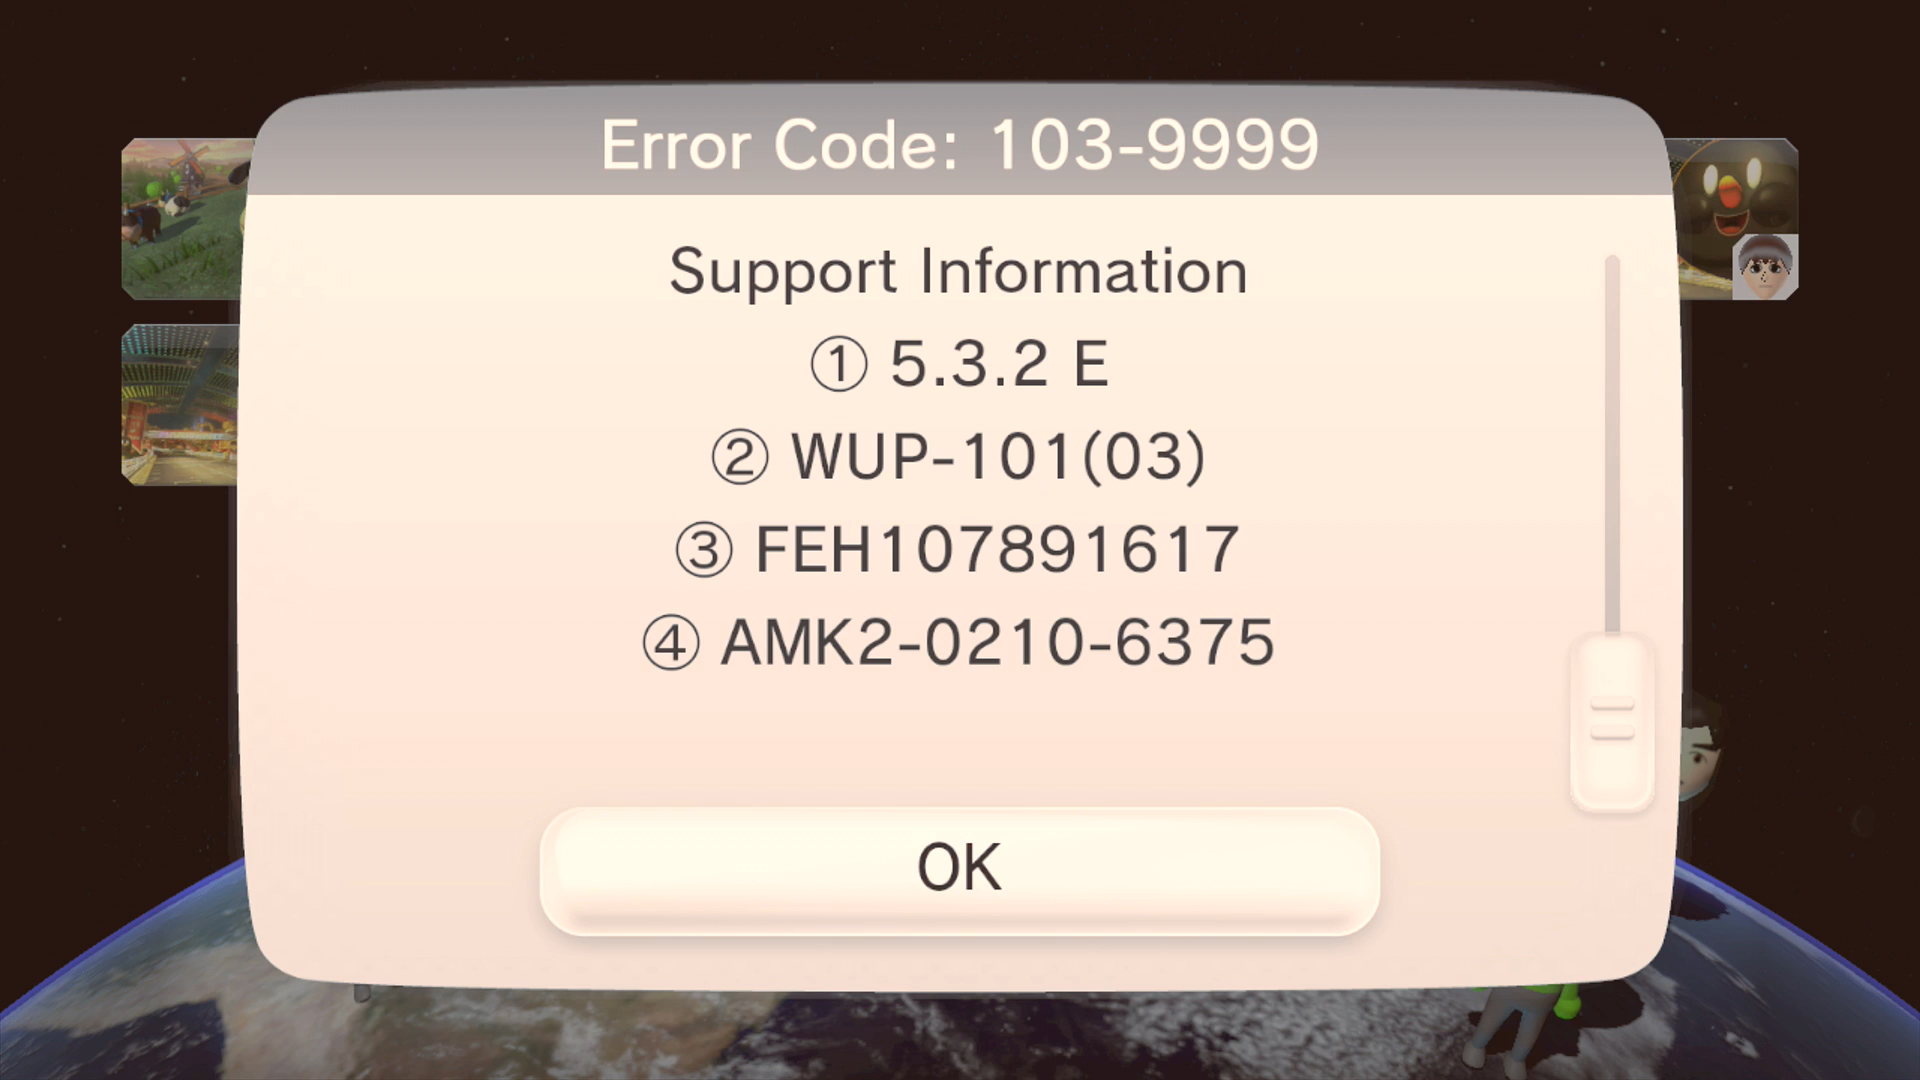 Error Code: 103-9999
Support Information
① 5.3.2 E
② WUP-101(03)
③ FEH107891617
④ AMK2-0210-6375
OK